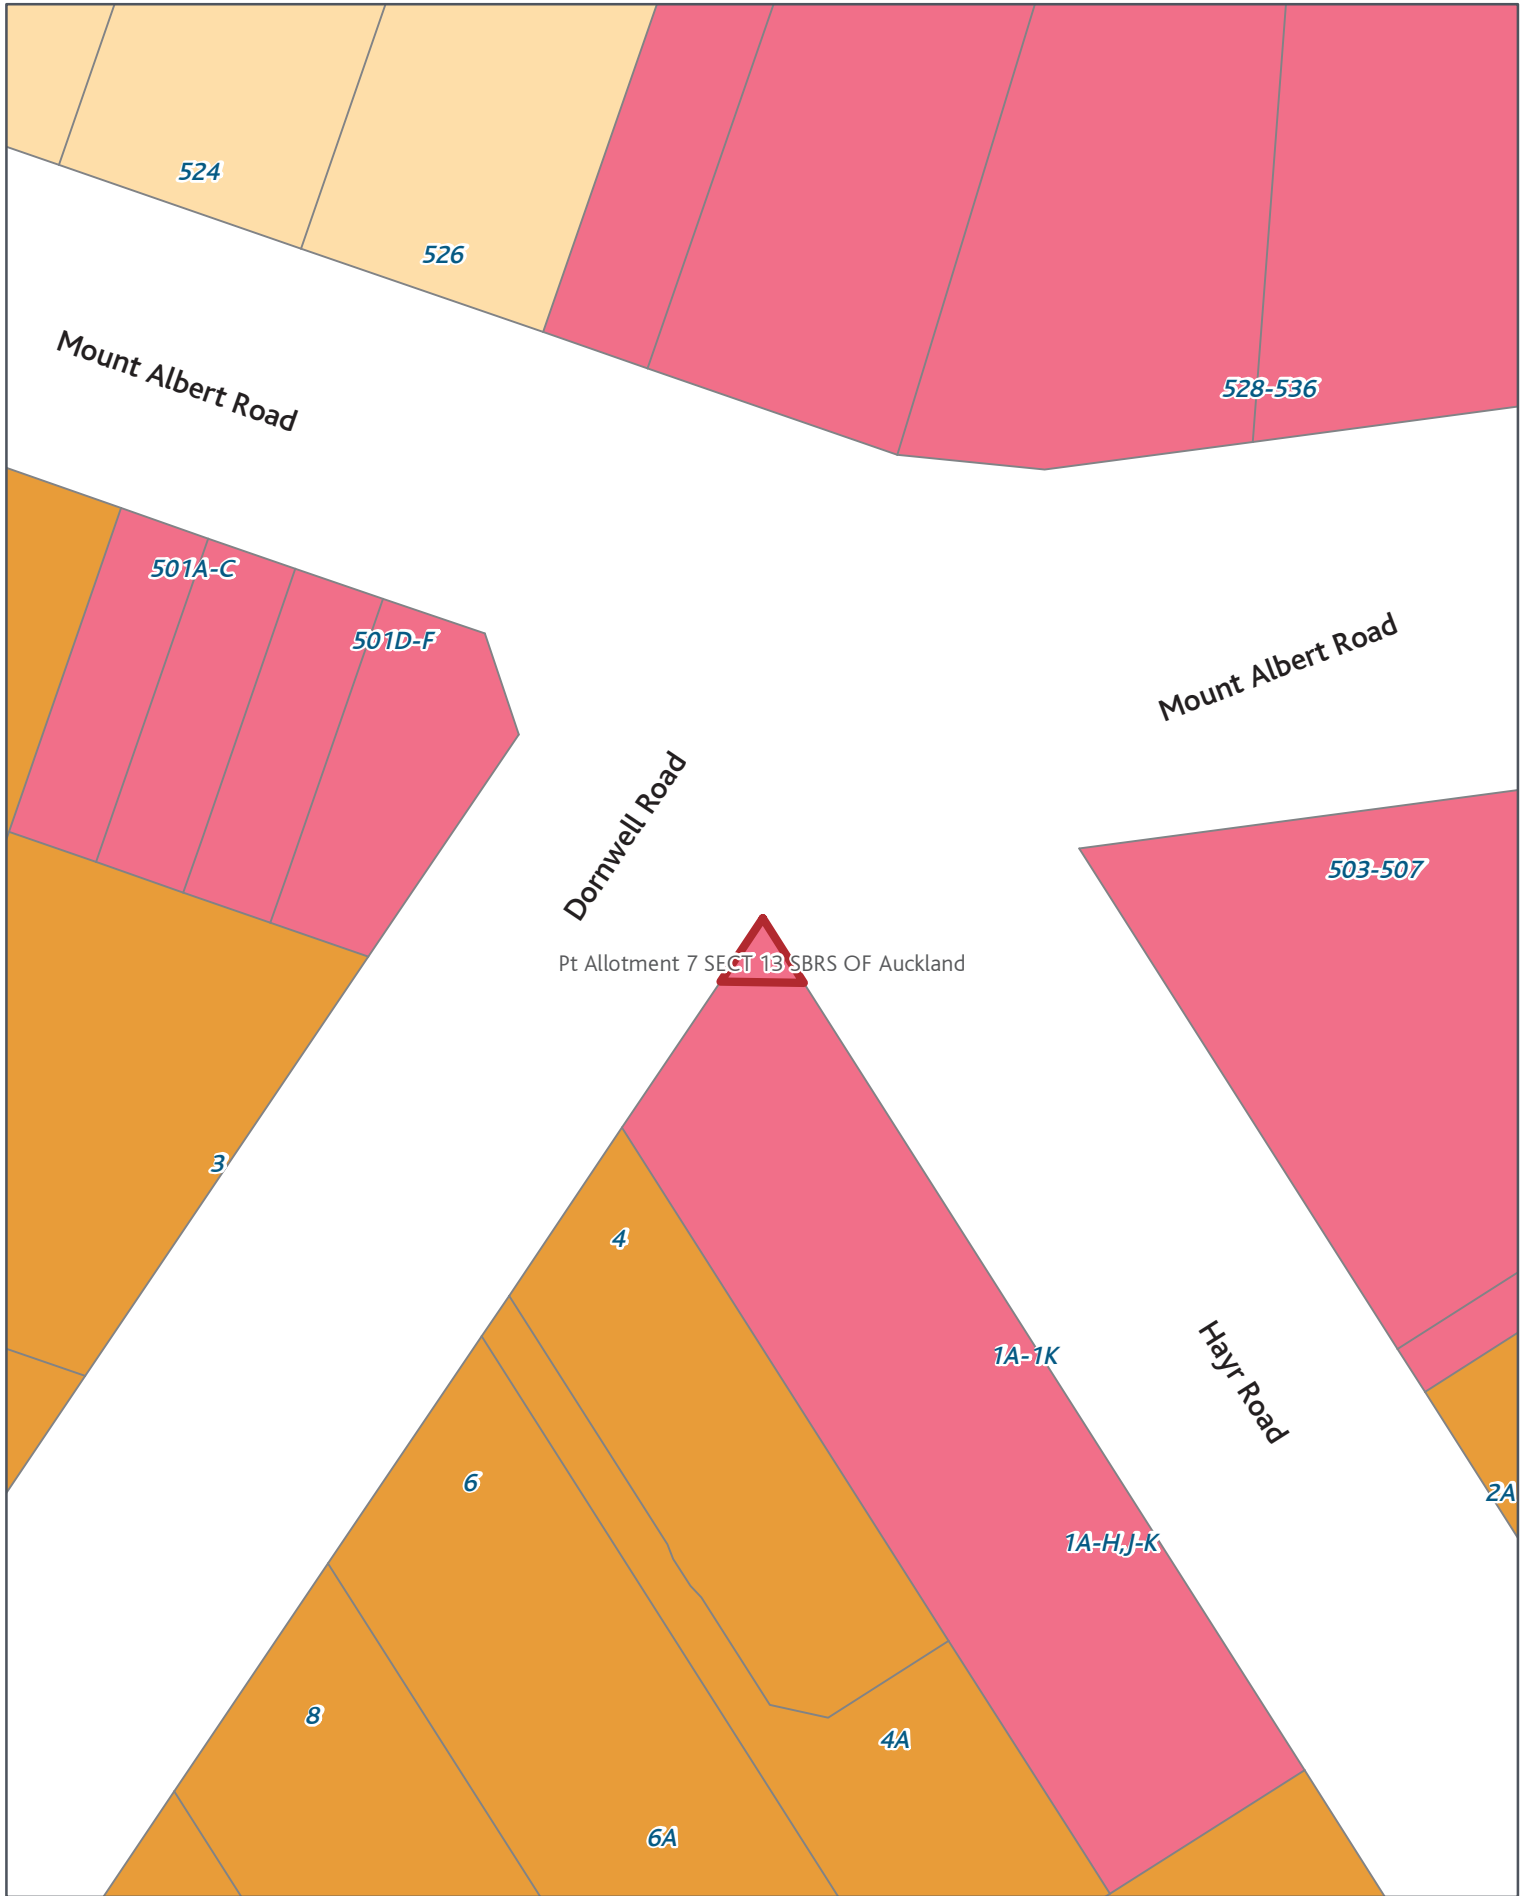 524
526
Mount Albert Road
528-536
501A-C
501D-F
Mount Albert Road
Dornwell Road
503-507
Pt Allotment 7 SECT 13 SBRS OF Auckland
3
4
1A-1K
Hayr Road
6
2A
1A-H,J-K
8
4A
6A